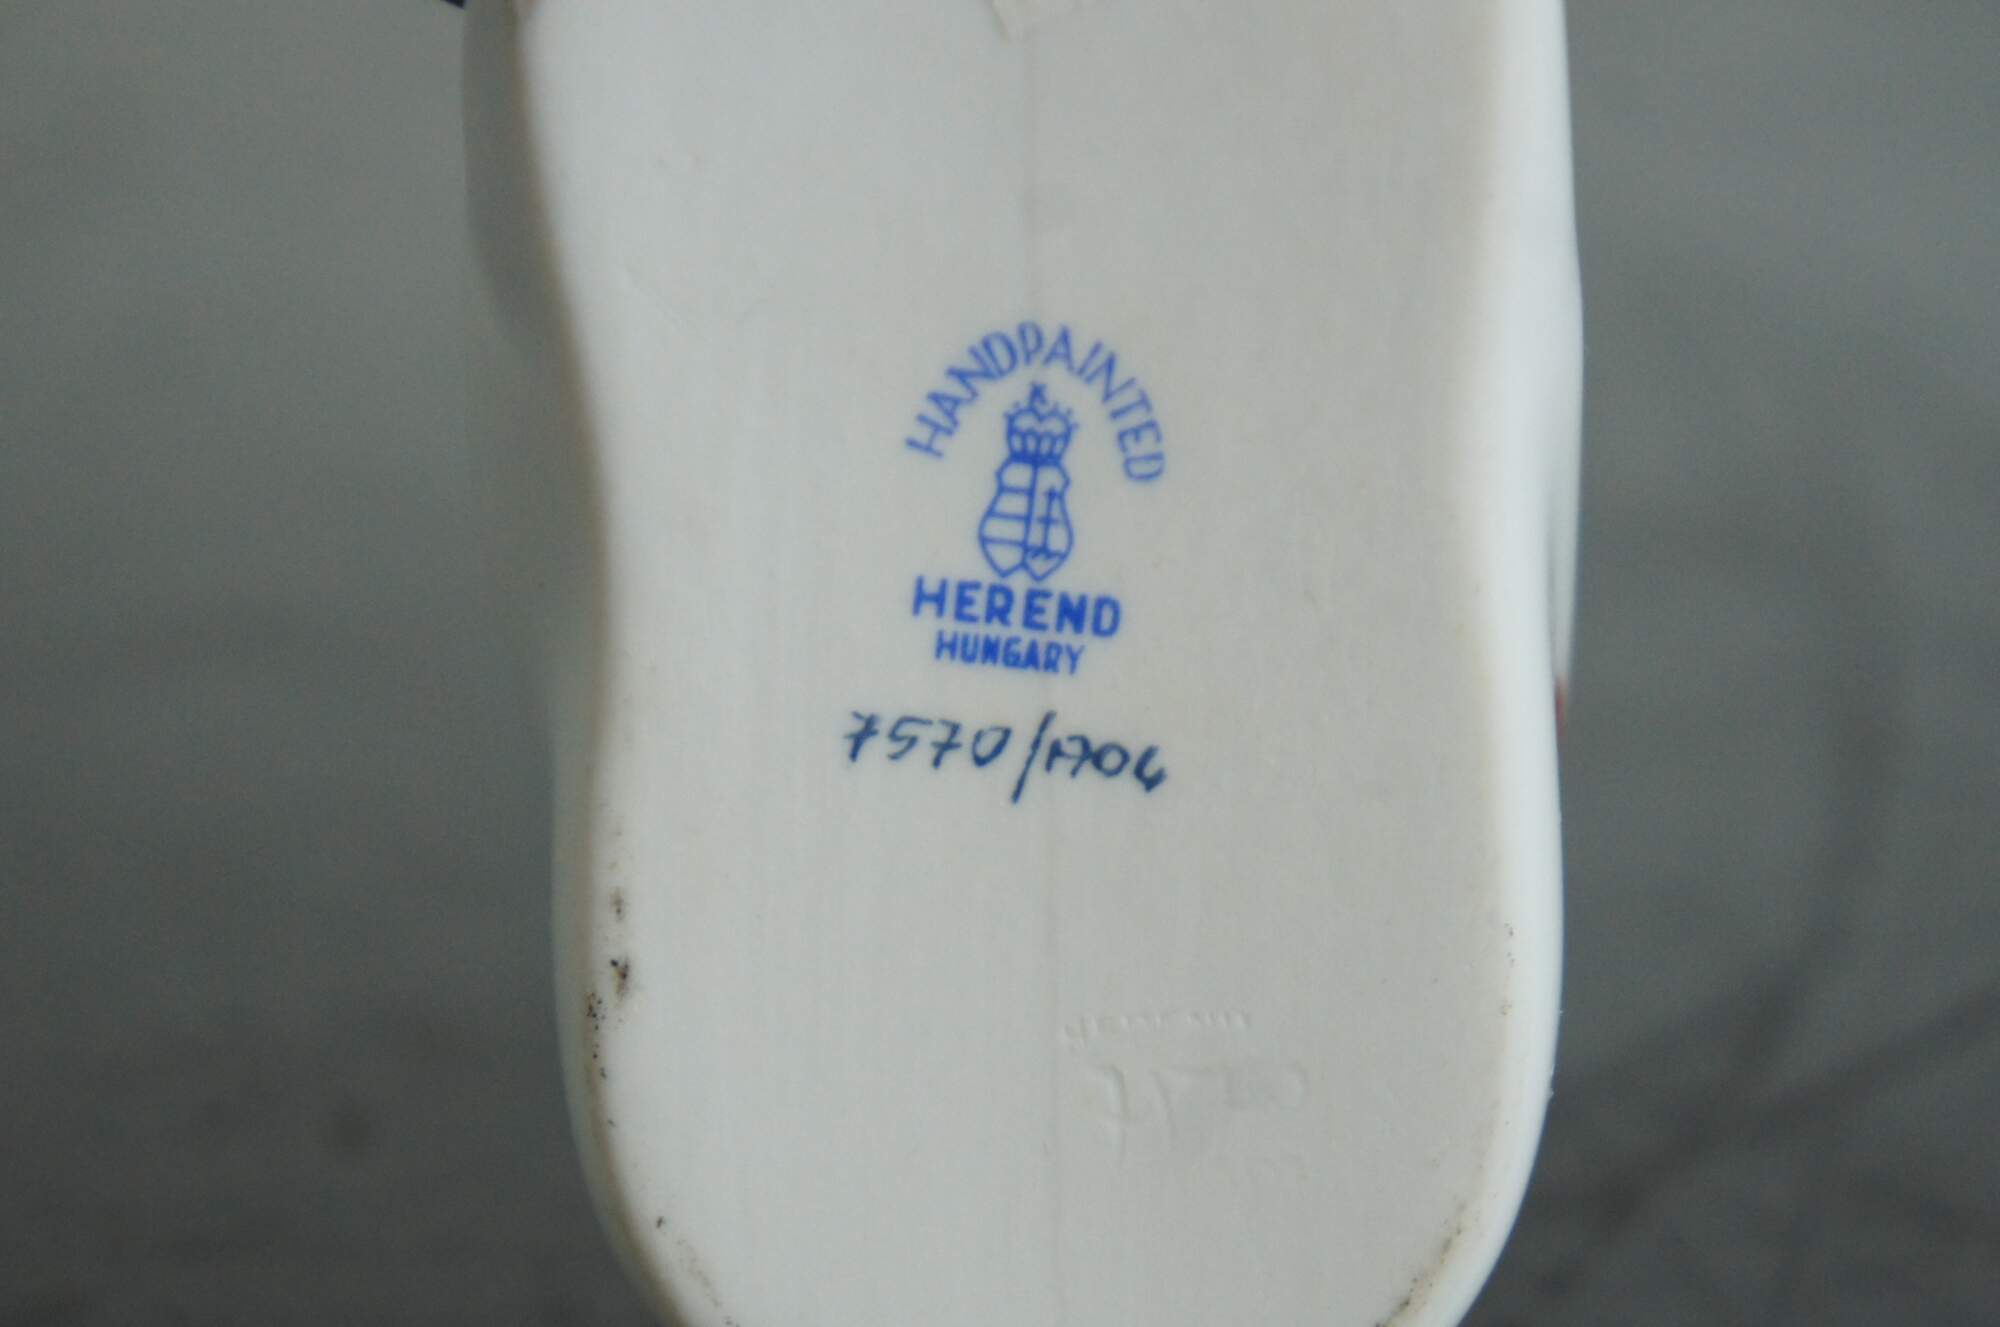 HANDPAINTED
HEREND
HUNGARY
7570/1704